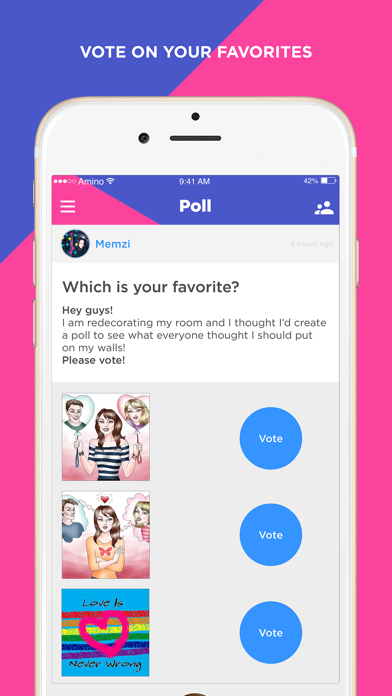 VOTE ON YOUR FAVORITES
Amino 9:41 AM 42%
Poll
Memzi 8 hours ago
Which is your favorite?
Hey guys!
I am redecorating my room and I thought I'd create
a poll to see what everyone thought I should put
on my walls!
Please vote!
Vote
Vote
Love Is
Never Wrong
Vote